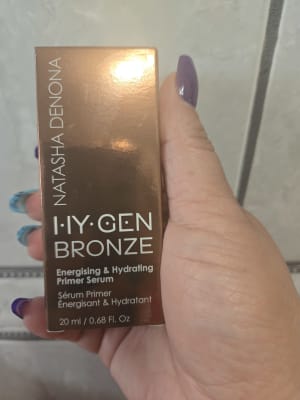 NATASHA DENONA
HY·GEN
BRONZE
Energising & Hydrating
Primer Serum
Sérum Primer
Énergisant & Hydratant
20 ml / 0.68 Fl. Oz